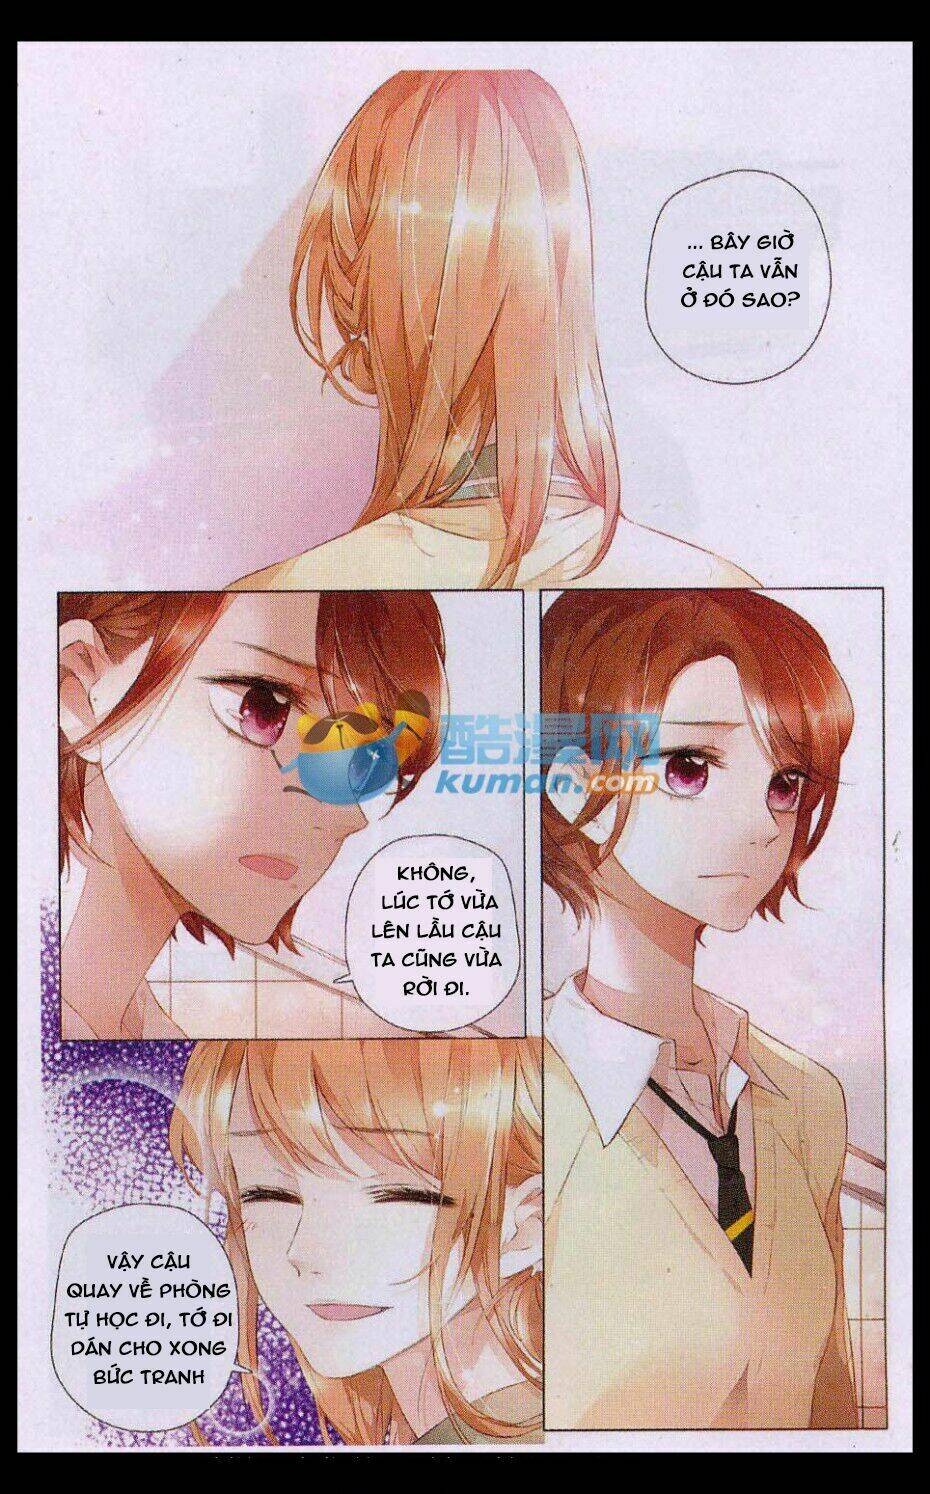 ... BÂY GIỜ
CẬU TA VẪN
Ở ĐÓ SAO?
酷漫网
kuman.com
KHÔNG,
LÚC TỚ VỪA
LÊN LẦU CẬU
TA CŨNG VỪA
RỜI ĐI.
VẬY CẬU
QUAY VỀ PHÒNG
TỰ HỌC ĐI, TỚ ĐI
DÁN CHO XONG
BỨC TRANH